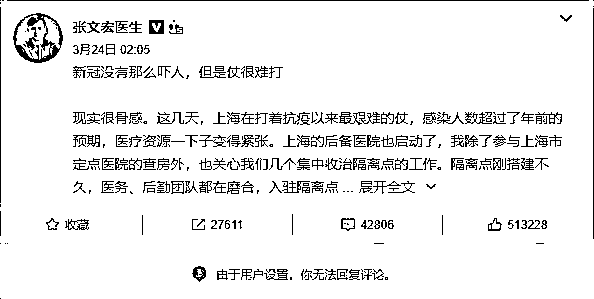 张文宏医生
3月24日 02:05
新冠没有那么吓人，但是仗很难打
现实很骨感。这几天，上海在打着抗疫以来最艰难的仗，感染人数超过了年前的
预期，医疗资源一下子变得紧张。上海的后备医院也启动了，我除了参与上海市
定点医院的查房外，也关心我们几个集中收治隔离点的工作。隔离点刚搭建不
久，医务、后勤团队都在磨合，入驻隔离点 ... 展开全文
收藏 27611 42806 513228
由于用户设置，你无法回复评论。